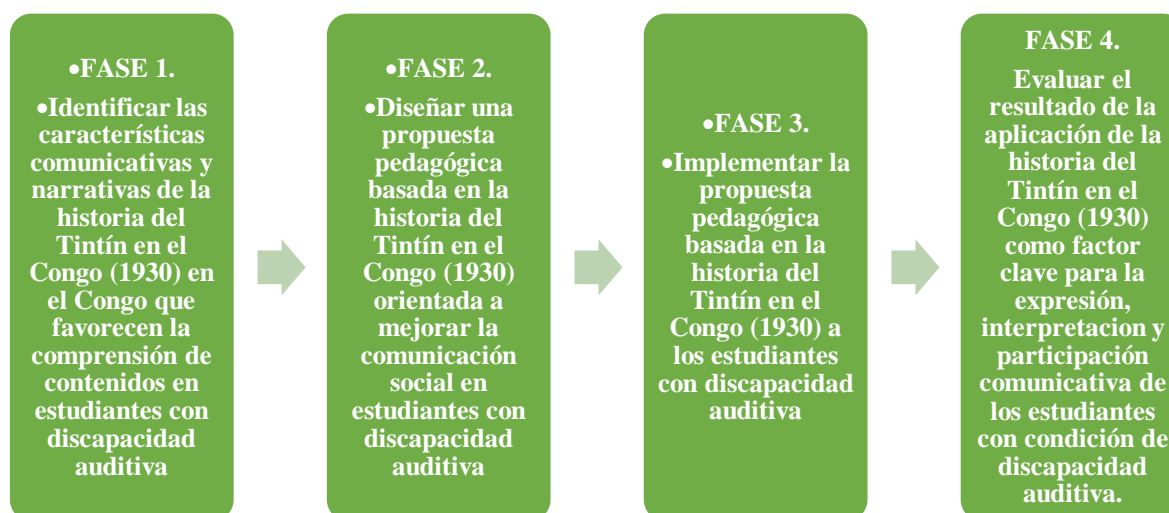 •FASE 1.
•Identificar las
características
comunicativas y
narrativas de la
historia del
Tintín en el
Congo (1930) en
el Congo que
favorecen la
comprensión de
contenidos en
estudiantes con
discapacidad
auditiva
•FASE 2.
•Diseñar una
propuesta
pedagógica
basada en la
historia del
Tintín en el
Congo (1930)
orientada a
mejorar la
comunicación
social en
estudiantes con
discapacidad
auditiva
•FASE 3.
•Implementar la
propuesta
pedagógica
basada en la
historia del
Tintín en el
Congo (1930) a
los estudiantes
con discapacidad
auditiva
FASE 4.
Evaluar el
resultado de la
aplicación de la
historia del
Tintín en el
Congo (1930)
como factor
clave para la
expresión,
interpretacion y
participación
comunicativa de
los estudiantes
con condición de
discapacidad
auditiva.